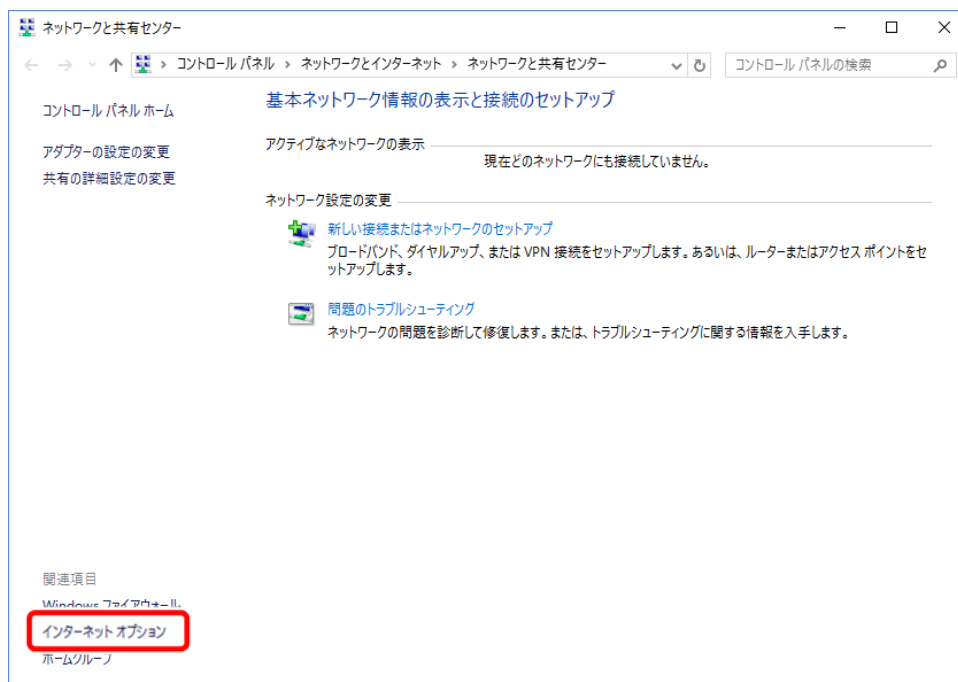 ネットワークと共有センター
コントロール パネル › ネットワークとインターネット › ネットワークと共有センター
コントロール パネルの検索
コントロール パネル ホーム
アダプターの設定の変更
共有の詳細設定の変更
基本ネットワーク情報の表示と接続のセットアップ
アクティブなネットワークの表示
現在どのネットワークにも接続していません。
ネットワーク設定の変更
新しい接続またはネットワークのセットアップ
ブロードバンド、ダイヤルアップ、または VPN 接続をセットアップします。あるいは、ルーターまたはアクセス ポイントをセ
ットアップします。
問題のトラブルシューティング
ネットワークの問題を診断して修復します。または、トラブルシューティングに関する情報を入手します。
関連項目
Windows ファイアウォール
インターネット オプション
ホームグループ